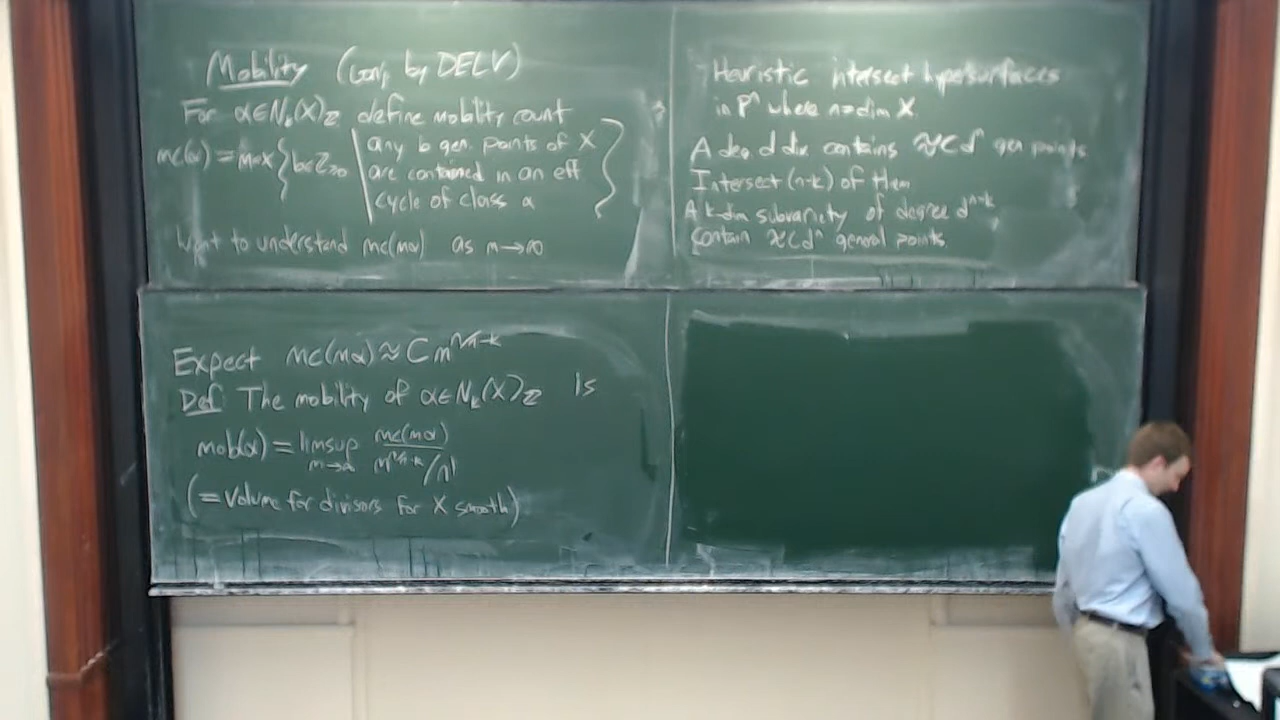 Mobility (conj by DELV)
For α∈N_k(X)_ℤ define mobility count
mc(α) = max { b∈ℤ≥0 | any b gen. points of X
are contained in an eff
cycle of class α }
Want to understand mc(mα) as m→∞
Heuristic intersect hypersurfaces
in P^n where n=dim X.
A deg d div contains ≈Cd^n gen points
Intersect (n-k) of them
A k-dim subvariety of degree d^{n-k}
contain ≈Cd^n general points
Expect mc(mα) ≈ C m^{n/n-k}
Def: The mobility of α∈N_k(X)_ℤ is
mob(α) = limsup_{m→∞} mc(mα) / (m^{n/n-k}/n!)
(= volume for divisors for X smooth)